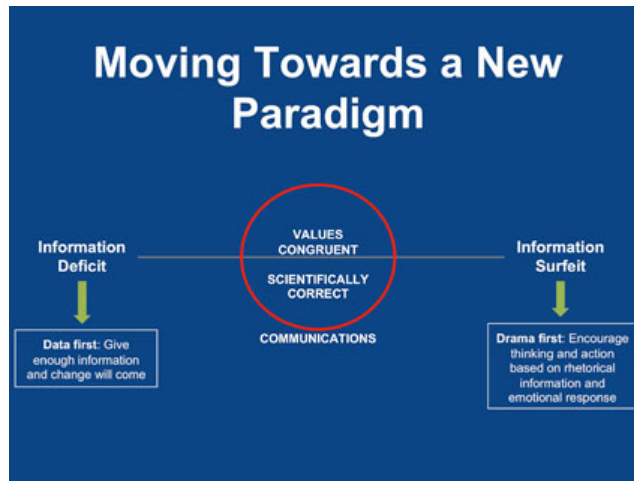 Moving Towards a New
Paradigm
Information
Deficit
Data first: Give
enough information
and change will come
VALUES
CONGRUENT
SCIENTIFICALLY
CORRECT
COMMUNICATIONS
Information
Surfeit
Drama first: Encourage
thinking and action
based on rhetorical
information and
emotional response